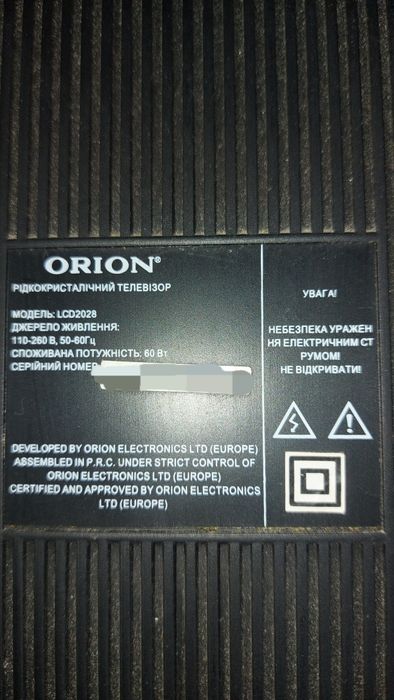 ORION®
РІДКОКРИСТАЛІЧНИЙ ТЕЛЕВІЗОР
МОДЕЛЬ: LCD2028
ДЖЕРЕЛО ЖИВЛЕННЯ:
110-260 В, 50-60Гц
СПОЖИВАНА ПОТУЖНІСТЬ: 60 Вт
СЕРІЙНИЙ НОМЕР
DEVELOPED BY ORION ELECTRONICS LTD (EUROPE)
ASSEMBLED IN P.R.C. UNDER STRICT CONTROL OF
ORION ELECTRONICS LTD (EUROPE)
CERTIFIED AND APPROVED BY ORION ELECTRONICS
LTD (EUROPE)
УВАГА!
НЕБЕЗПЕКА УРАЖЕН
НЯ ЕЛЕКТРИЧНИМ СТ
РУМОМ!
НЕ ВІДКРИВАТИ!